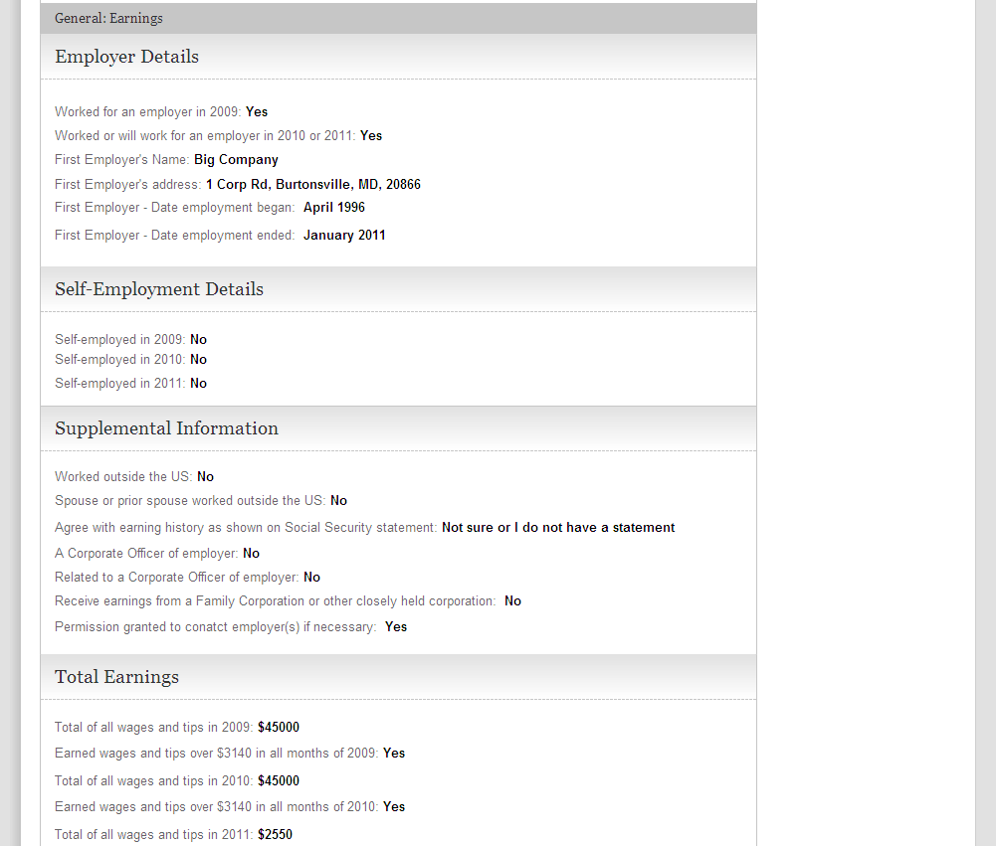 General: Earnings
Employer Details
Worked for an employer in 2009: Yes
Worked or will work for an employer in 2010 or 2011: Yes
First Employer's Name: Big Company
First Employer's address: 1 Corp Rd, Burtonsville, MD, 20866
First Employer - Date employment began: April 1996
First Employer - Date employment ended: January 2011
Self-Employment Details
Self-employed in 2009: No
Self-employed in 2010: No
Self-employed in 2011: No
Supplemental Information
Worked outside the US: No
Spouse or prior spouse worked outside the US: No
Agree with earning history as shown on Social Security statement: Not sure or I do not have a statement
A Corporate Officer of employer: No
Related to a Corporate Officer of employer: No
Receive earnings from a Family Corporation or other closely held corporation: No
Permission granted to conatct employer(s) if necessary: Yes
Total Earnings
Total of all wages and tips in 2009: $45000
Earned wages and tips over $3140 in all months of 2009: Yes
Total of all wages and tips in 2010: $45000
Earned wages and tips over $3140 in all months of 2010: Yes
Total of all wages and tips in 2011: $2550